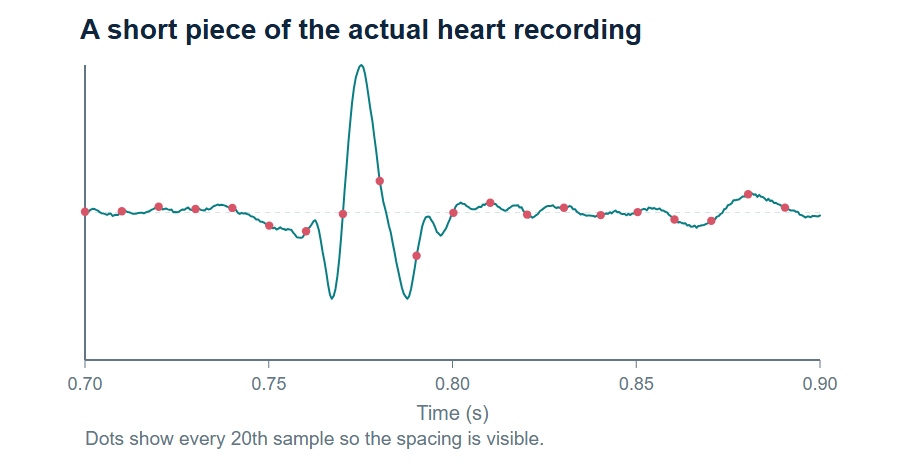 A short piece of the actual heart recording
0.70 0.75 0.80 0.85 0.90
Time (s)
Dots show every 20th sample so the spacing is visible.